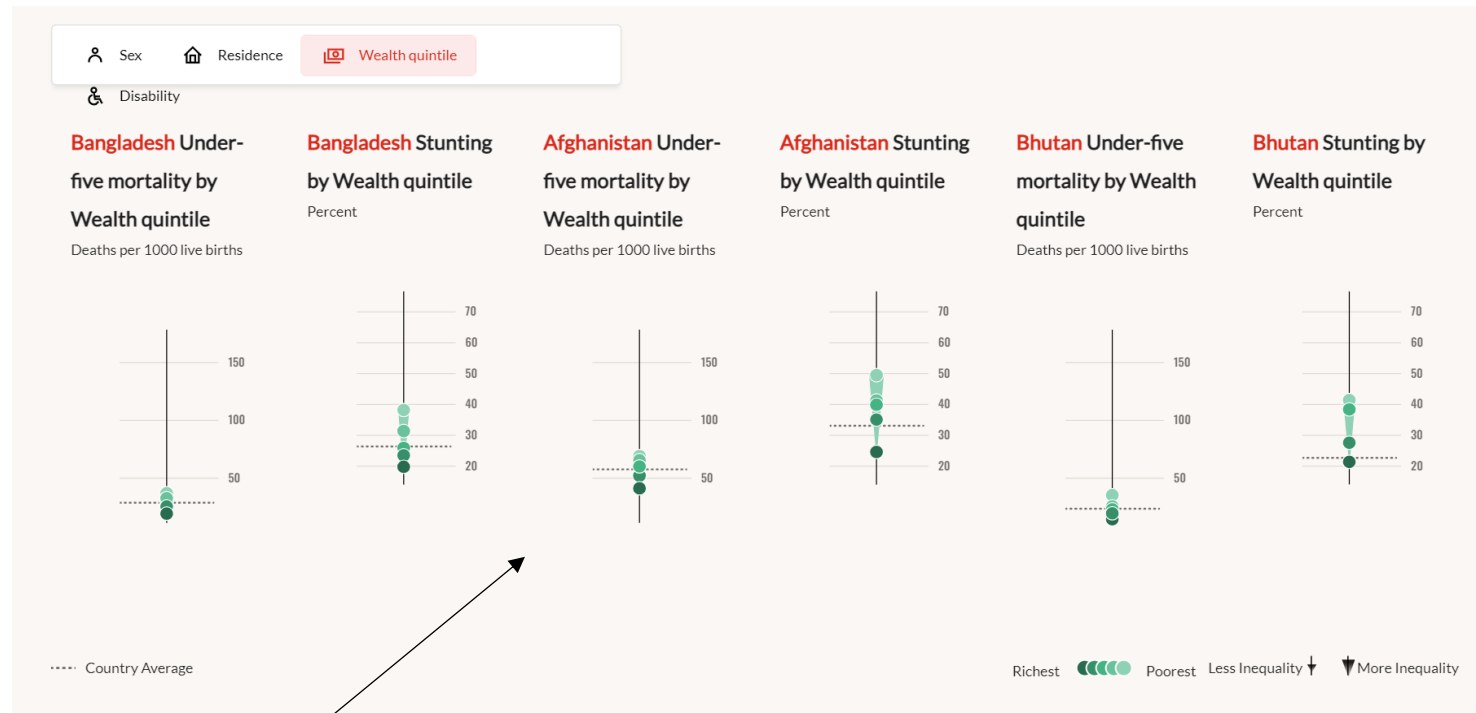 Sex
Residence
Wealth quintile
Disability
Bangladesh Under-
five mortality by
Wealth quintile
Deaths per 1000 live births
150
100
50
Bangladesh Stunting
by Wealth quintile
Percent
70
60
50
40
30
20
Afghanistan Under-
five mortality by
Wealth quintile
Deaths per 1000 live births
150
100
50
Afghanistan Stunting
by Wealth quintile
Percent
70
60
50
40
30
20
Bhutan Under-five
mortality by Wealth
quintile
Deaths per 1000 live births
150
100
50
Bhutan Stunting by
Wealth quintile
Percent
70
60
50
40
30
20
Country Average
Richest
Poorest
Less Inequality
More Inequality